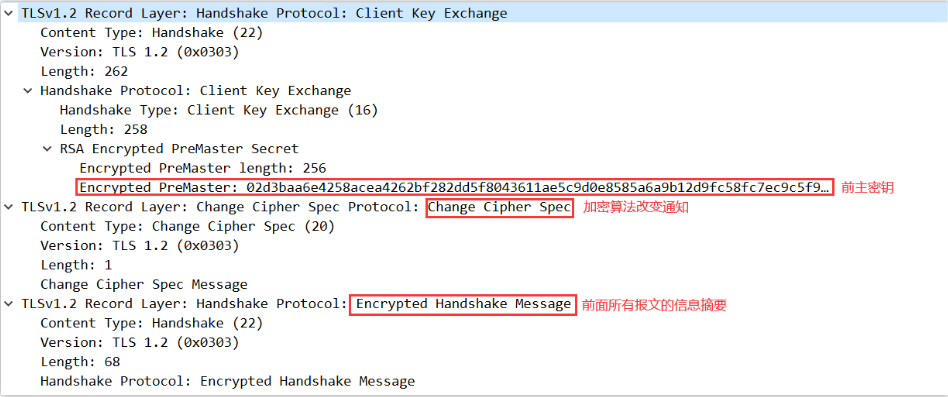 TLSv1.2 Record Layer: Handshake Protocol: Client Key Exchange
Content Type: Handshake (22)
Version: TLS 1.2 (0x0303)
Length: 262
Handshake Protocol: Client Key Exchange
Handshake Type: Client Key Exchange (16)
Length: 258
RSA Encrypted PreMaster Secret
Encrypted PreMaster length: 256
Encrypted PreMaster: 02d3baa6e4258acea4262bf282dd5f8043611ae5c9d0e8585a6a9b12d9fc58fc7ec9c5f9… 前主密钥
TLSv1.2 Record Layer: Change Cipher Spec Protocol: Change Cipher Spec 加密算法改变通知
Content Type: Change Cipher Spec (20)
Version: TLS 1.2 (0x0303)
Length: 1
Change Cipher Spec Message
TLSv1.2 Record Layer: Handshake Protocol: Encrypted Handshake Message 前面所有报文的信息摘要
Content Type: Handshake (22)
Version: TLS 1.2 (0x0303)
Length: 68
Handshake Protocol: Encrypted Handshake Message